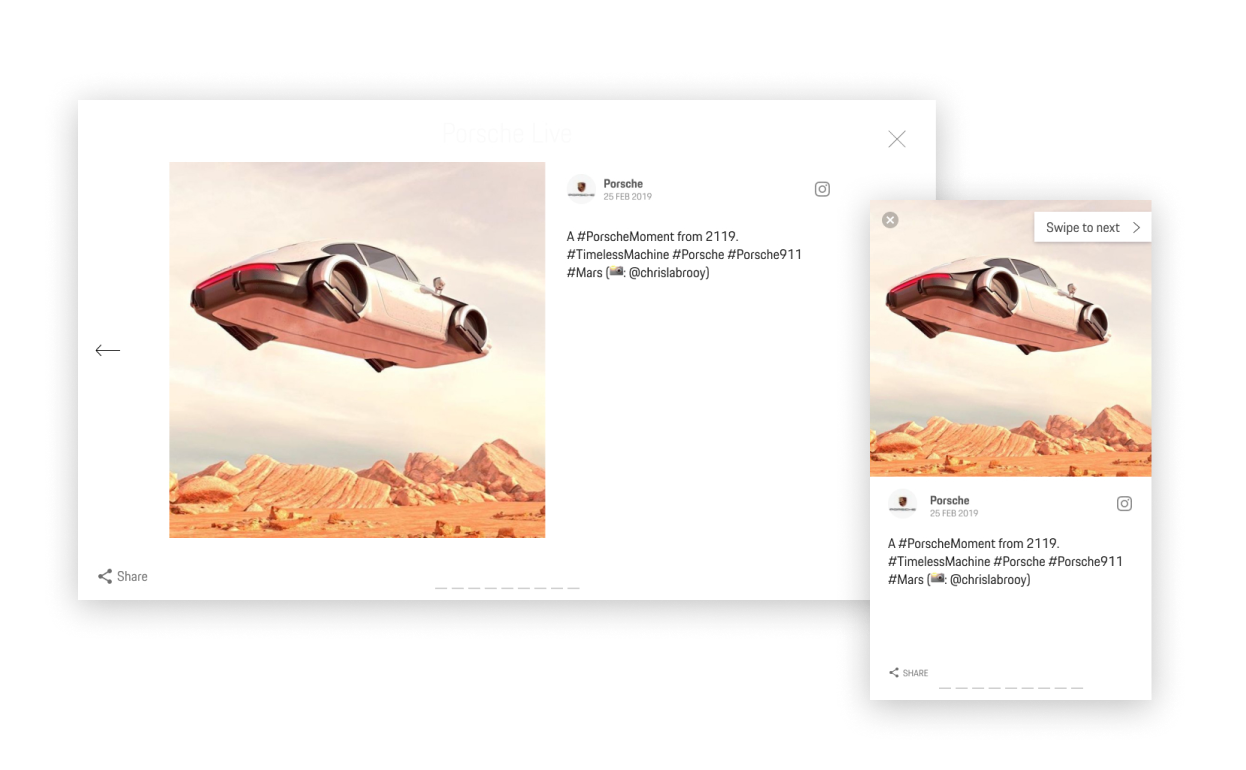 Porsche Live
Porsche
25 FEB 2019
A #PorscheMoment from 2119.
#TimelessMachine #Porsche #Porsche911
#Mars (📷: @chrislabrooy)
Share
Swipe to next
Porsche
25 FEB 2019
A #PorscheMoment from 2119.
#TimelessMachine #Porsche #Porsche911
#Mars (📷: @chrislabrooy)
SHARE